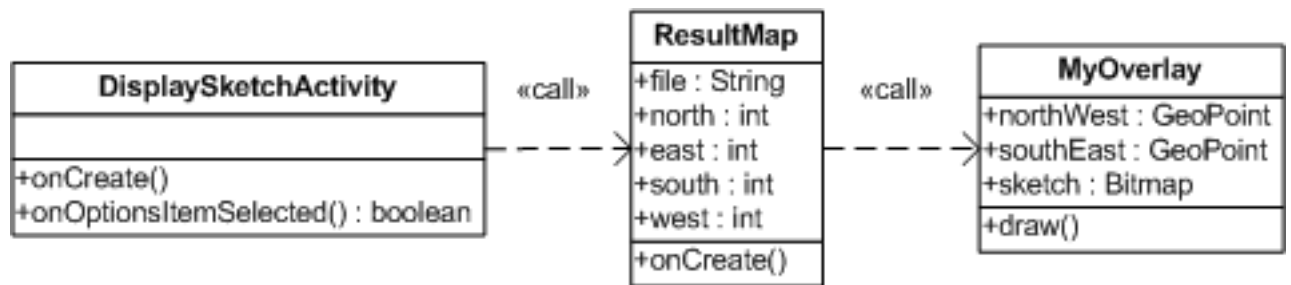 DisplaySketchActivity
+onCreate()
+onOptionsItemSelected() : boolean
«call»
ResultMap
+file : String
+north : int
+east : int
+south : int
+west : int
+onCreate()
«call»
MyOverlay
+northWest : GeoPoint
+southEast : GeoPoint
+sketch : Bitmap
+draw()